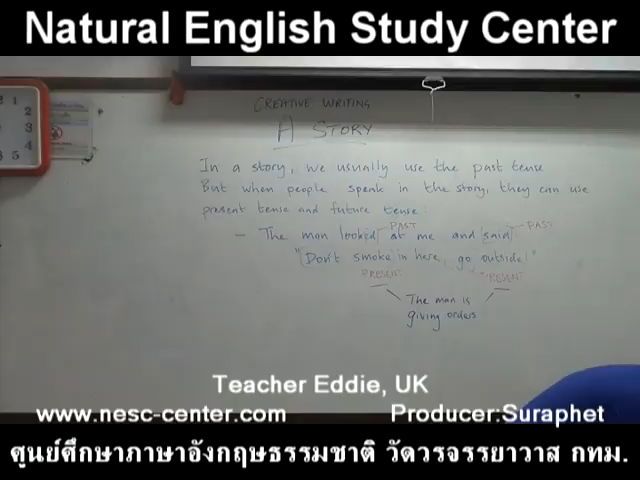 Natural English Study Center
CREATIVE WRITING
A STORY
1
2
3
4
5
In a story, we usually use the past tense
But when people speak in the story, they can use
present tense and future tense
PAST
PAST
- The man looked at me and said
"Don't smoke in here, go outside!"
PRESENT
PRESENT
The man is
giving orders
Teacher Eddie, UK
www.nesc-center.com
Producer:Suraphet
ศูนย์ศึกษาภาษาอังกฤษธรรมชาติ วัดวรจรรยาวาส กทม.